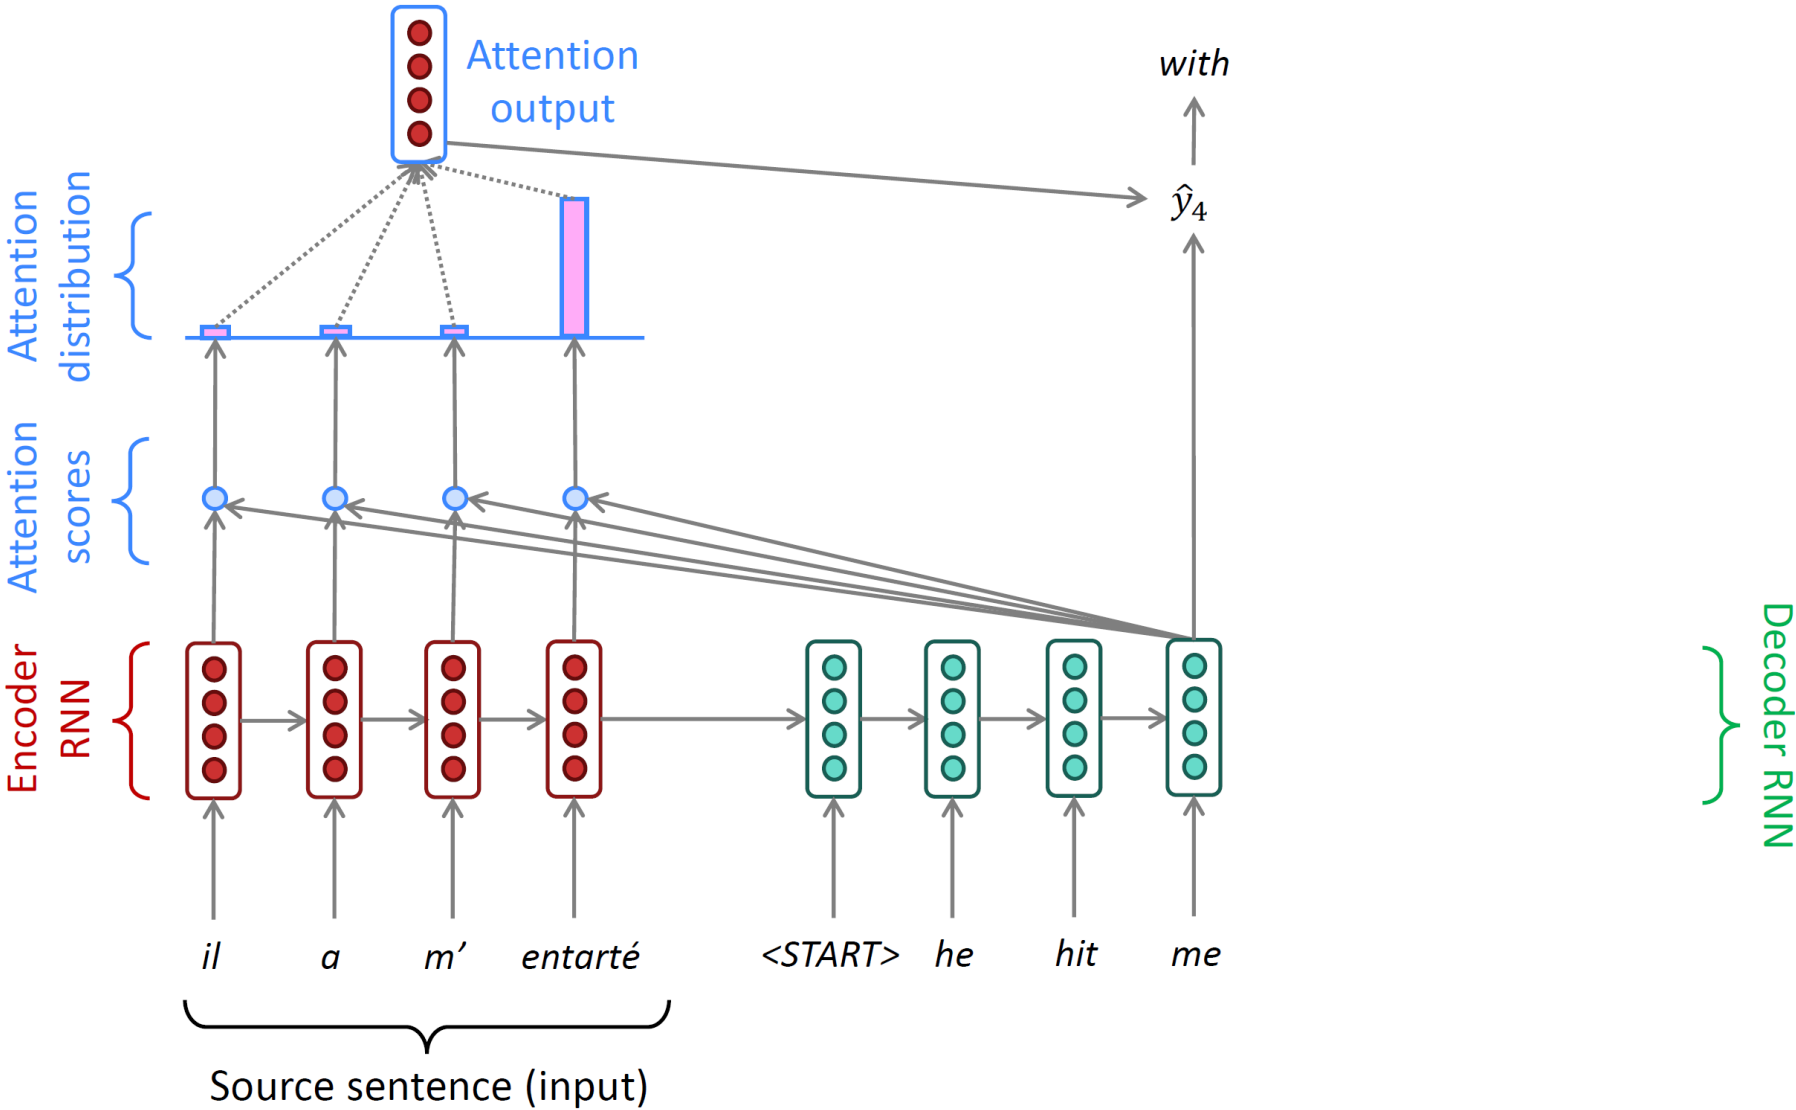 Attention
output
with
Attention
distribution
ŷ₄
Attention
scores
Encoder
RNN
Decoder RNN
il a m’ entarté <START> he hit me
Source sentence (input)